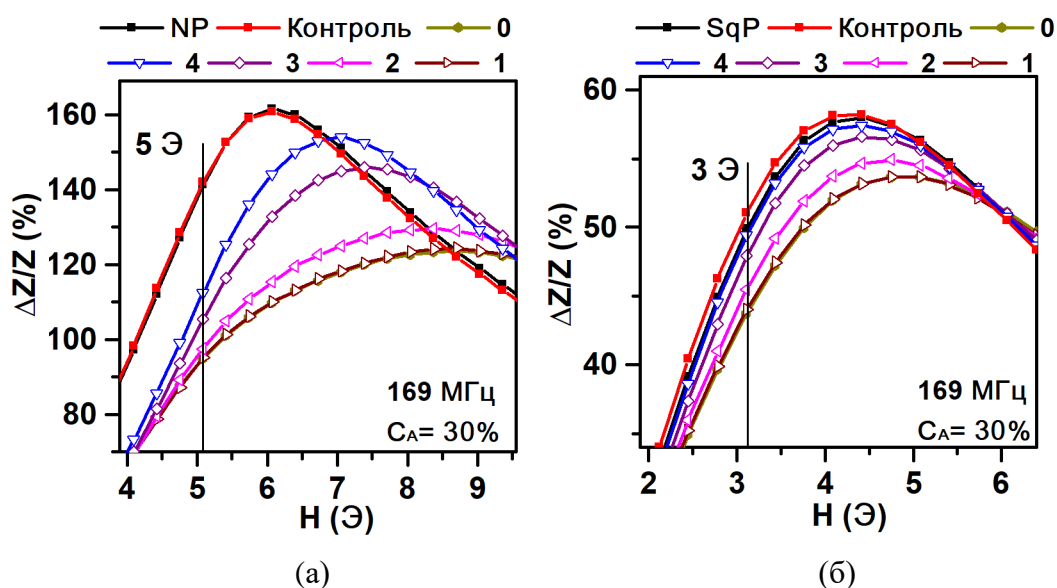 NP Контроль 0
4 3 2 1
ΔZ/Z (%)
160
140
120
100
80
5 Э
169 МГц
CA= 30%
4 5 6 7 8 9
H (Э)
(а)
SqP Контроль 0
4 3 2 1
ΔZ/Z (%)
60
50
40
3 Э
169 МГц
CA= 30%
2 3 4 5 6
H (Э)
(б)